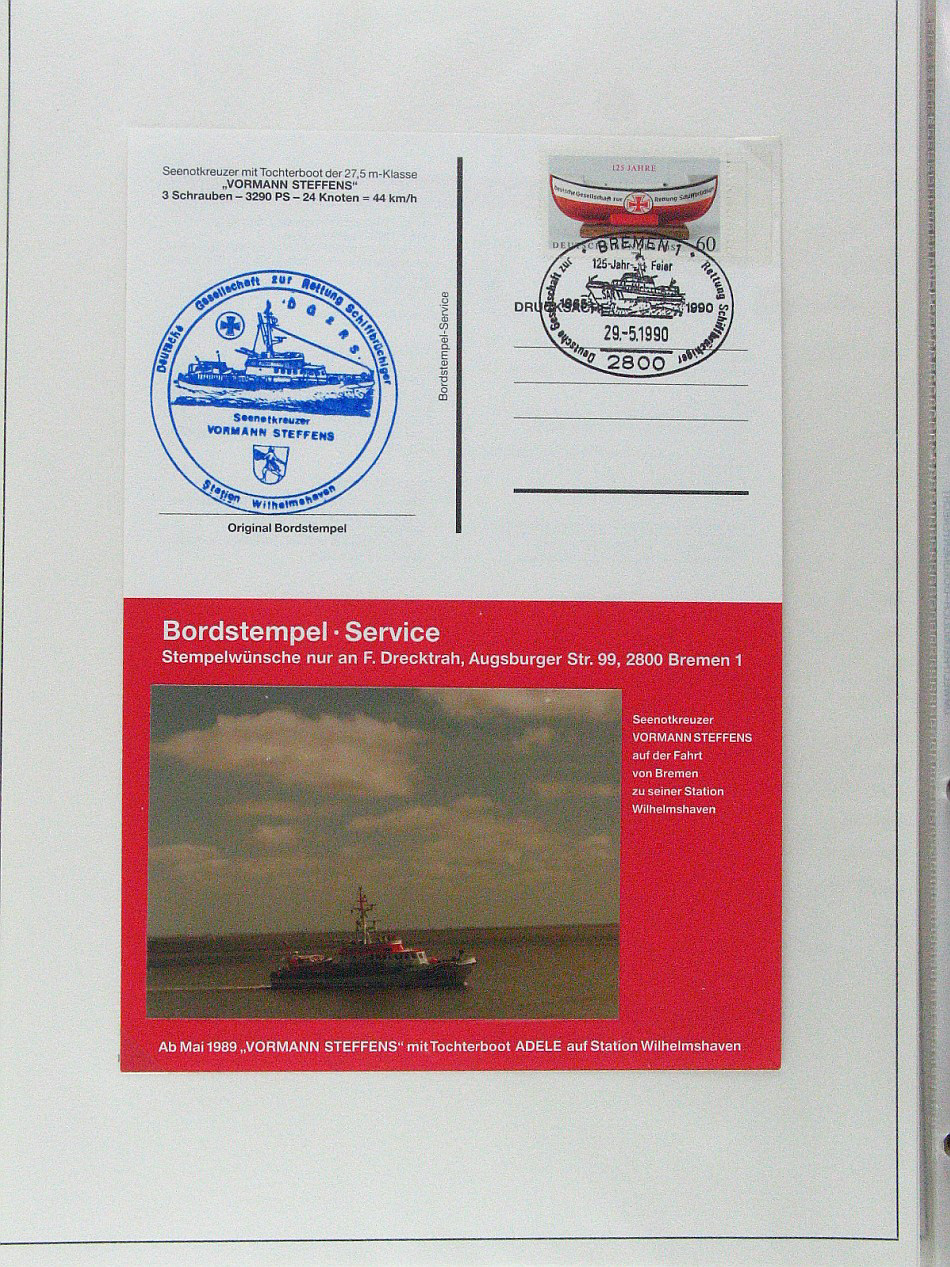 Seenotkreuzer mit Tochterboot der 27,5 m-Klasse
„VORMANN STEFFENS“
3 Schrauben – 3290 PS – 24 Knoten = 44 km/h
Deutsche Gesellschaft zur Rettung Schiffbrüchiger
D G z R S
Seenotkreuzer
VORMANN STEFFENS
Station Wilhelmshaven
Original Bordstempel
Bordstempel-Service
125 JAHRE
Deutsche Gesellschaft zur Rettung Schiffbrüchiger
60
BREMEN 1
125-Jahr- Feier
Deutsche Gesellschaft zur Rettung Schiffbrüchiger
DRUCKSACHE
1865 1990
29.-5.1990
2800
Bordstempel · Service
Stempelwünsche nur an F. Drecktrah, Augsburger Str. 99, 2800 Bremen 1
Seenotkreuzer
VORMANN STEFFENS
auf der Fahrt
von Bremen
zu seiner Station
Wilhelmshaven
Ab Mai 1989 „VORMANN STEFFENS“ mit Tochterboot ADELE auf Station Wilhelmshaven